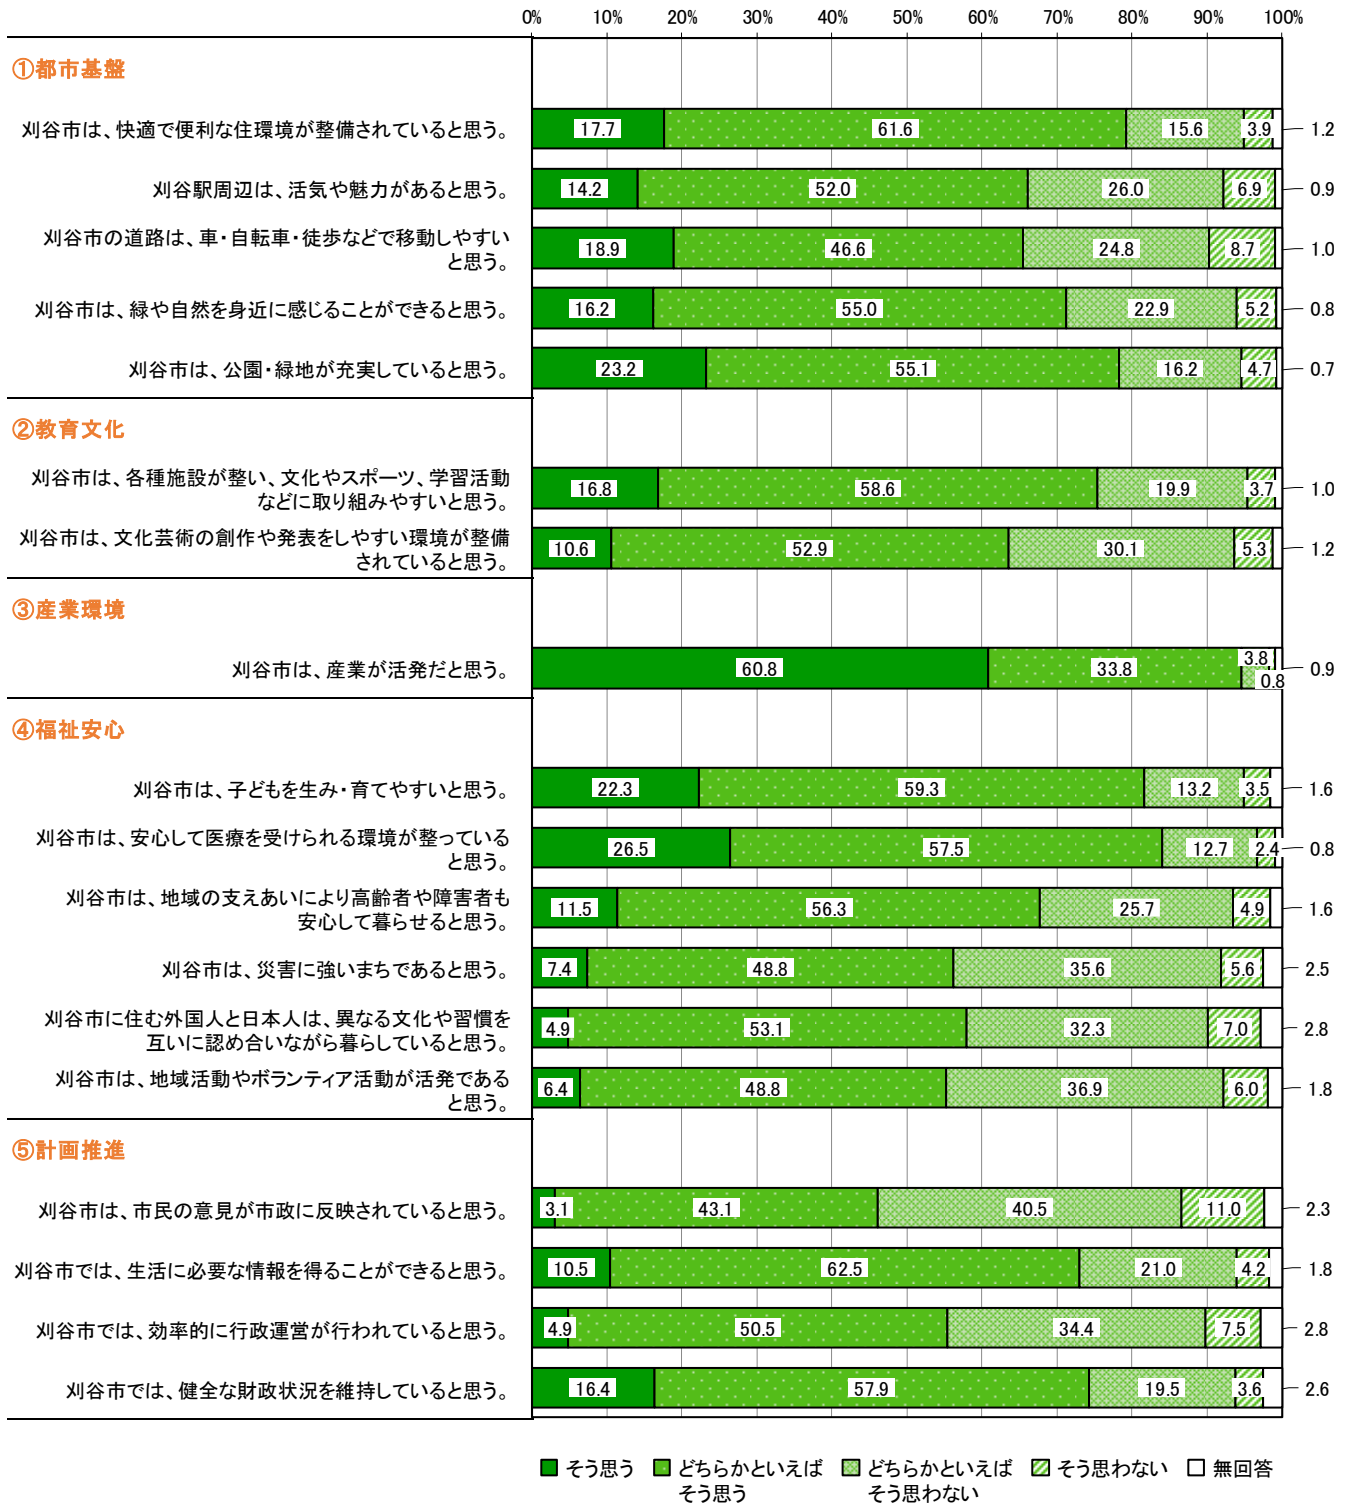 0% 10% 20% 30% 40% 50% 60% 70% 80% 90% 100%
①都市基盤
刈谷市は、快適で便利な住環境が整備されていると思う。 17.7 61.6 15.6 3.9 1.2
刈谷駅周辺は、活気や魅力があると思う。 14.2 52.0 26.0 6.9 0.9
刈谷市の道路は、車・自転車・徒歩などで移動しやすい
と思う。 18.9 46.6 24.8 8.7 1.0
刈谷市は、緑や自然を身近に感じることができると思う。 16.2 55.0 22.9 5.2 0.8
刈谷市は、公園・緑地が充実していると思う。 23.2 55.1 16.2 4.7 0.7
②教育文化
刈谷市は、各種施設が整い、文化やスポーツ、学習活動
などに取り組みやすいと思う。 16.8 58.6 19.9 3.7 1.0
刈谷市は、文化芸術の創作や発表をしやすい環境が整備
されていると思う。 10.6 52.9 30.1 5.3 1.2
③産業環境
刈谷市は、産業が活発だと思う。 60.8 33.8 3.8 0.8 0.9
④福祉安心
刈谷市は、子どもを生み・育てやすいと思う。 22.3 59.3 13.2 3.5 1.6
刈谷市は、安心して医療を受けられる環境が整っている
と思う。 26.5 57.5 12.7 2.4 0.8
刈谷市は、地域の支えあいにより高齢者や障害者も
安心して暮らせると思う。 11.5 56.3 25.7 4.9 1.6
刈谷市は、災害に強いまちであると思う。 7.4 48.8 35.6 5.6 2.5
刈谷市に住む外国人と日本人は、異なる文化や習慣を
互いに認め合いながら暮らしていると思う。 4.9 53.1 32.3 7.0 2.8
刈谷市は、地域活動やボランティア活動が活発である
と思う。 6.4 48.8 36.9 6.0 1.8
⑤計画推進
刈谷市は、市民の意見が市政に反映されていると思う。 3.1 43.1 40.5 11.0 2.3
刈谷市では、生活に必要な情報を得ることができると思う。 10.5 62.5 21.0 4.2 1.8
刈谷市では、効率的に行政運営が行われていると思う。 4.9 50.5 34.4 7.5 2.8
刈谷市では、健全な財政状況を維持していると思う。 16.4 57.9 19.5 3.6 2.6
そう思う どちらかといえば どちらかといえば そう思わない 無回答
そう思う そう思わない